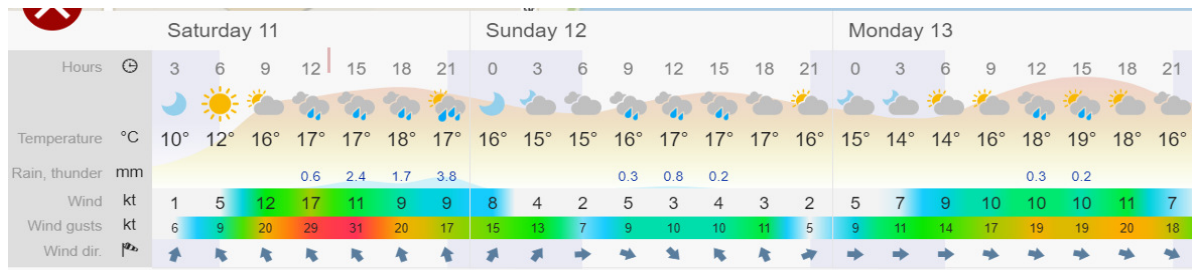 Saturday 11 Sunday 12 Monday 13
Hours 3 6 9 12 15 18 21 0 3 6 9 12 15 18 21 0 3 6 9 12 15 18 21
Temperature °C 10° 12° 16° 17° 17° 18° 17° 16° 15° 15° 16° 17° 17° 17° 16° 15° 14° 14° 16° 18° 19° 18° 16°
Rain, thunder mm 0.6 2.4 1.7 3.8 0.3 0.8 0.2 0.3 0.2
Wind kt 1 5 12 17 11 9 9 8 4 2 5 3 4 3 2 5 7 9 10 10 10 11 7
Wind gusts kt 6 9 20 29 31 20 17 15 13 7 9 10 10 11 5 9 11 14 17 19 19 20 18
Wind dir.